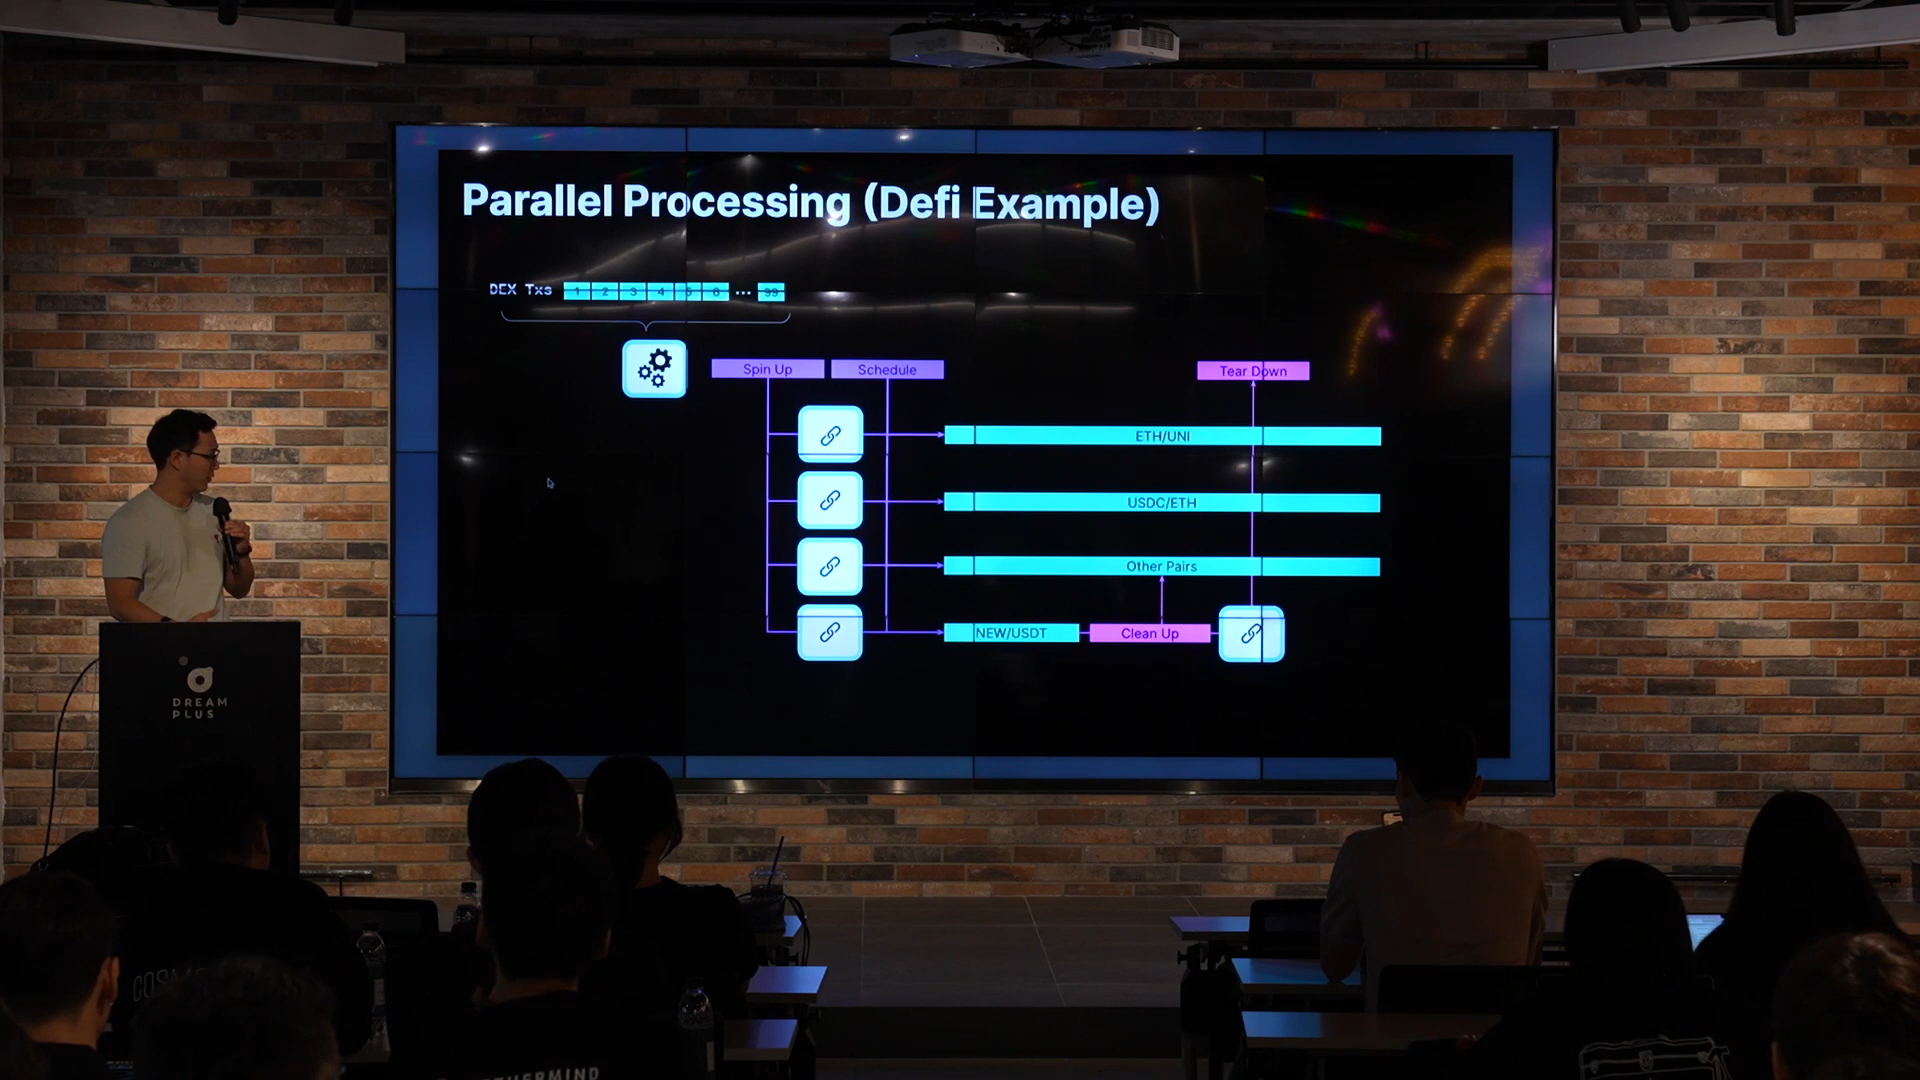 Parallel Processing (Defi Example)
DEX Txs 1 2 3 4 5 6 ... 99
Spin Up
Schedule
Tear Down
ETH/UNI
USDC/ETH
Other Pairs
NEW/USDT
Clean Up
DREAM
PLUS